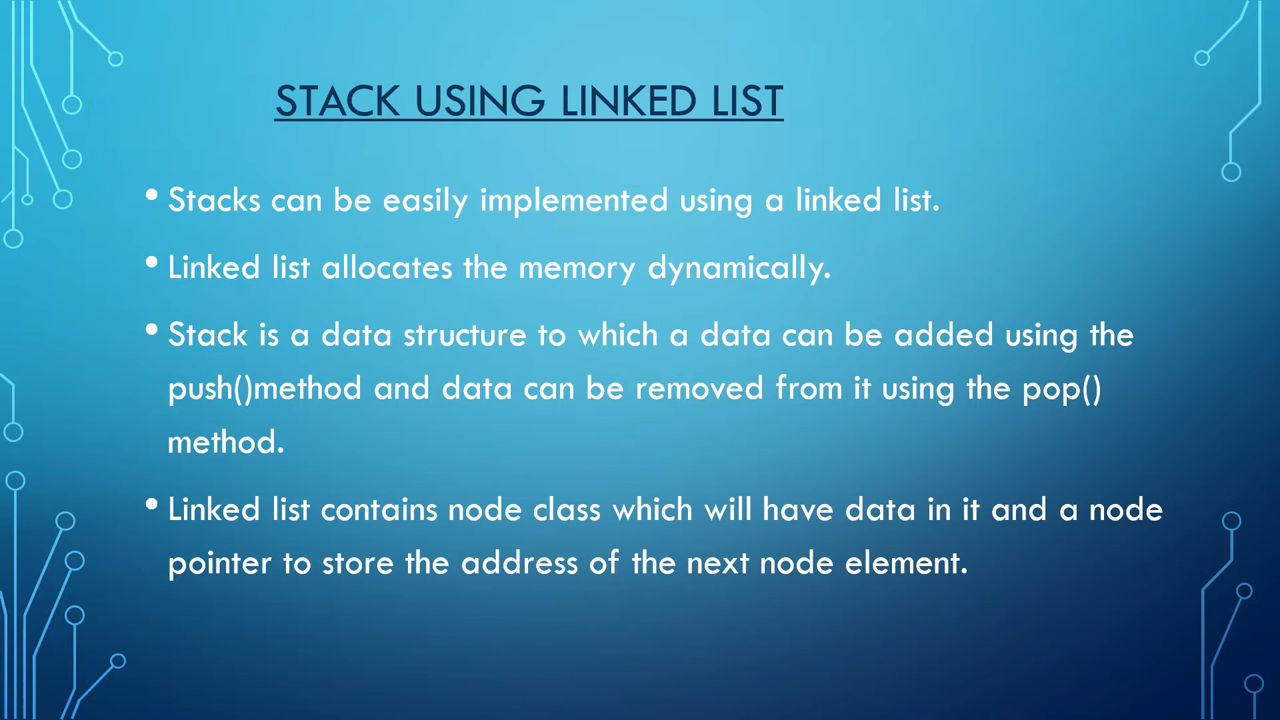 STACK USING LINKED LIST
• Stacks can be easily implemented using a linked list.
• Linked list allocates the memory dynamically.
• Stack is a data structure to which a data can be added using the
push()method and data can be removed from it using the pop()
method.
• Linked list contains node class which will have data in it and a node
pointer to store the address of the next node element.